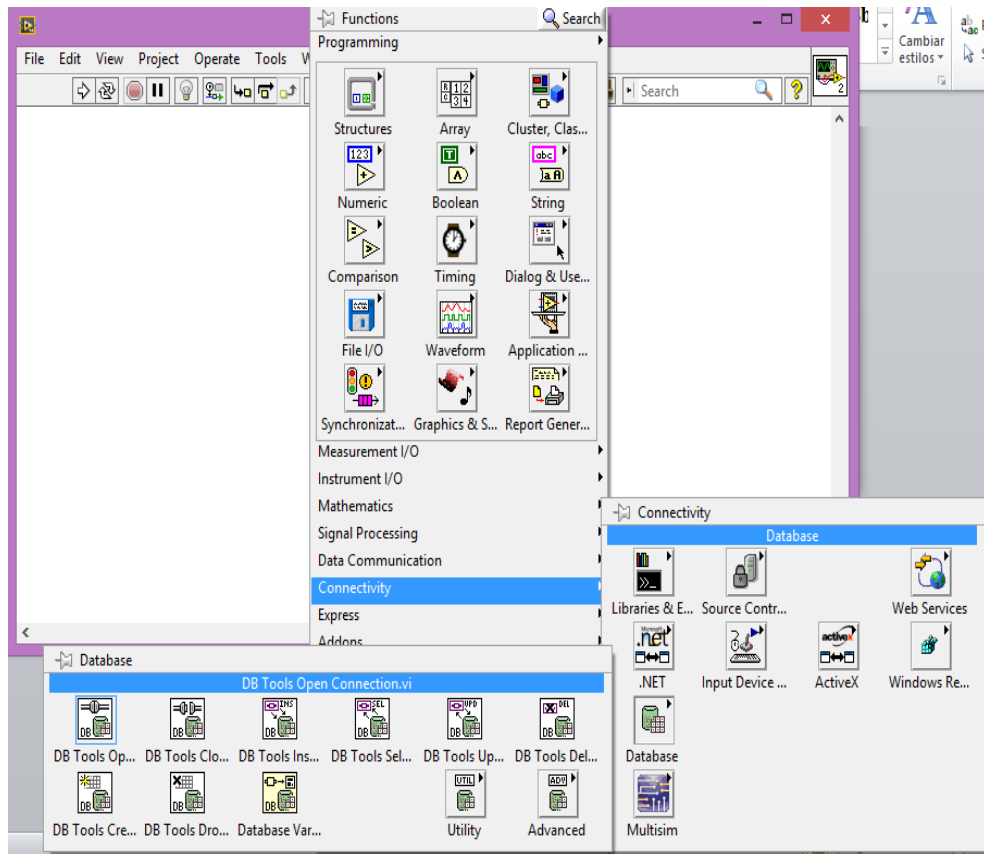 Functions
Search
Programming
File Edit View Project Operate Tools W
Search
2
Cambiar
estilos
Structures Array Cluster, Clas...
Numeric Boolean String
Comparison Timing Dialog & Use...
File I/O Waveform Application ...
Synchronizat... Graphics & S... Report Gener...
Measurement I/O
Instrument I/O
Mathematics
Signal Processing
Data Communication
Connectivity
Express
Addons
Connectivity
Database
Libraries & E... Source Contr... Web Services
.NET Input Device ... ActiveX Windows Re...
Database
Multisim
Database
DB Tools Open Connection.vi
DB Tools Op... DB Tools Clo... DB Tools Ins... DB Tools Sel... DB Tools Up... DB Tools Del...
DB Tools Cre... DB Tools Dro... Database Var... Utility Advanced